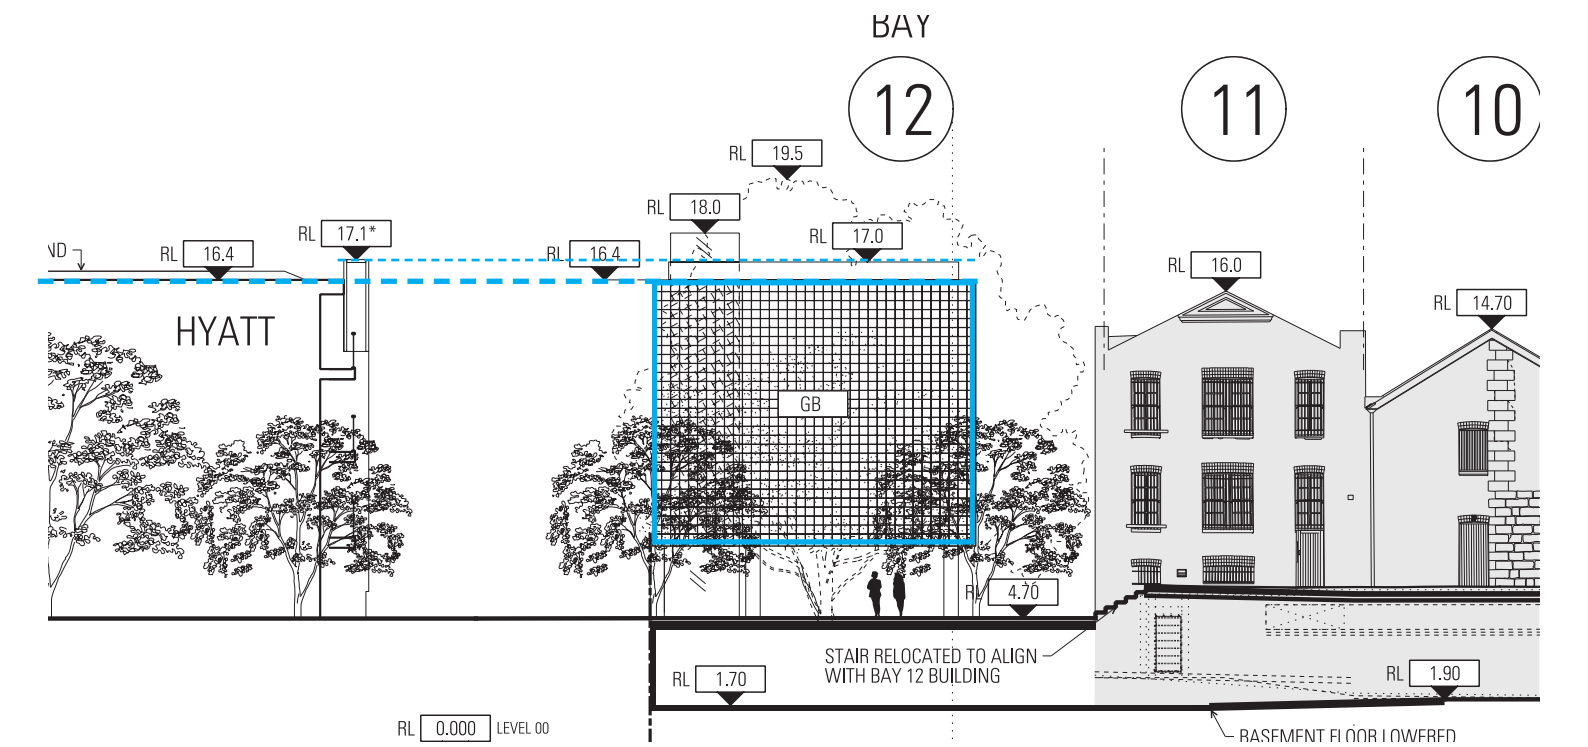 BAY
12
11
10
RL 19.5
RL 18.0
RL 17.1*
RL 17.0
ND
RL 16.4
RL 16.4
RL 16.0
RL 14.70
HYATT
GB
RL 4.70
STAIR RELOCATED TO ALIGN
WITH BAY 12 BUILDING
RL 1.70
RL 1.90
RL 0.000 LEVEL 00
BASEMENT FLOOR LOWERED